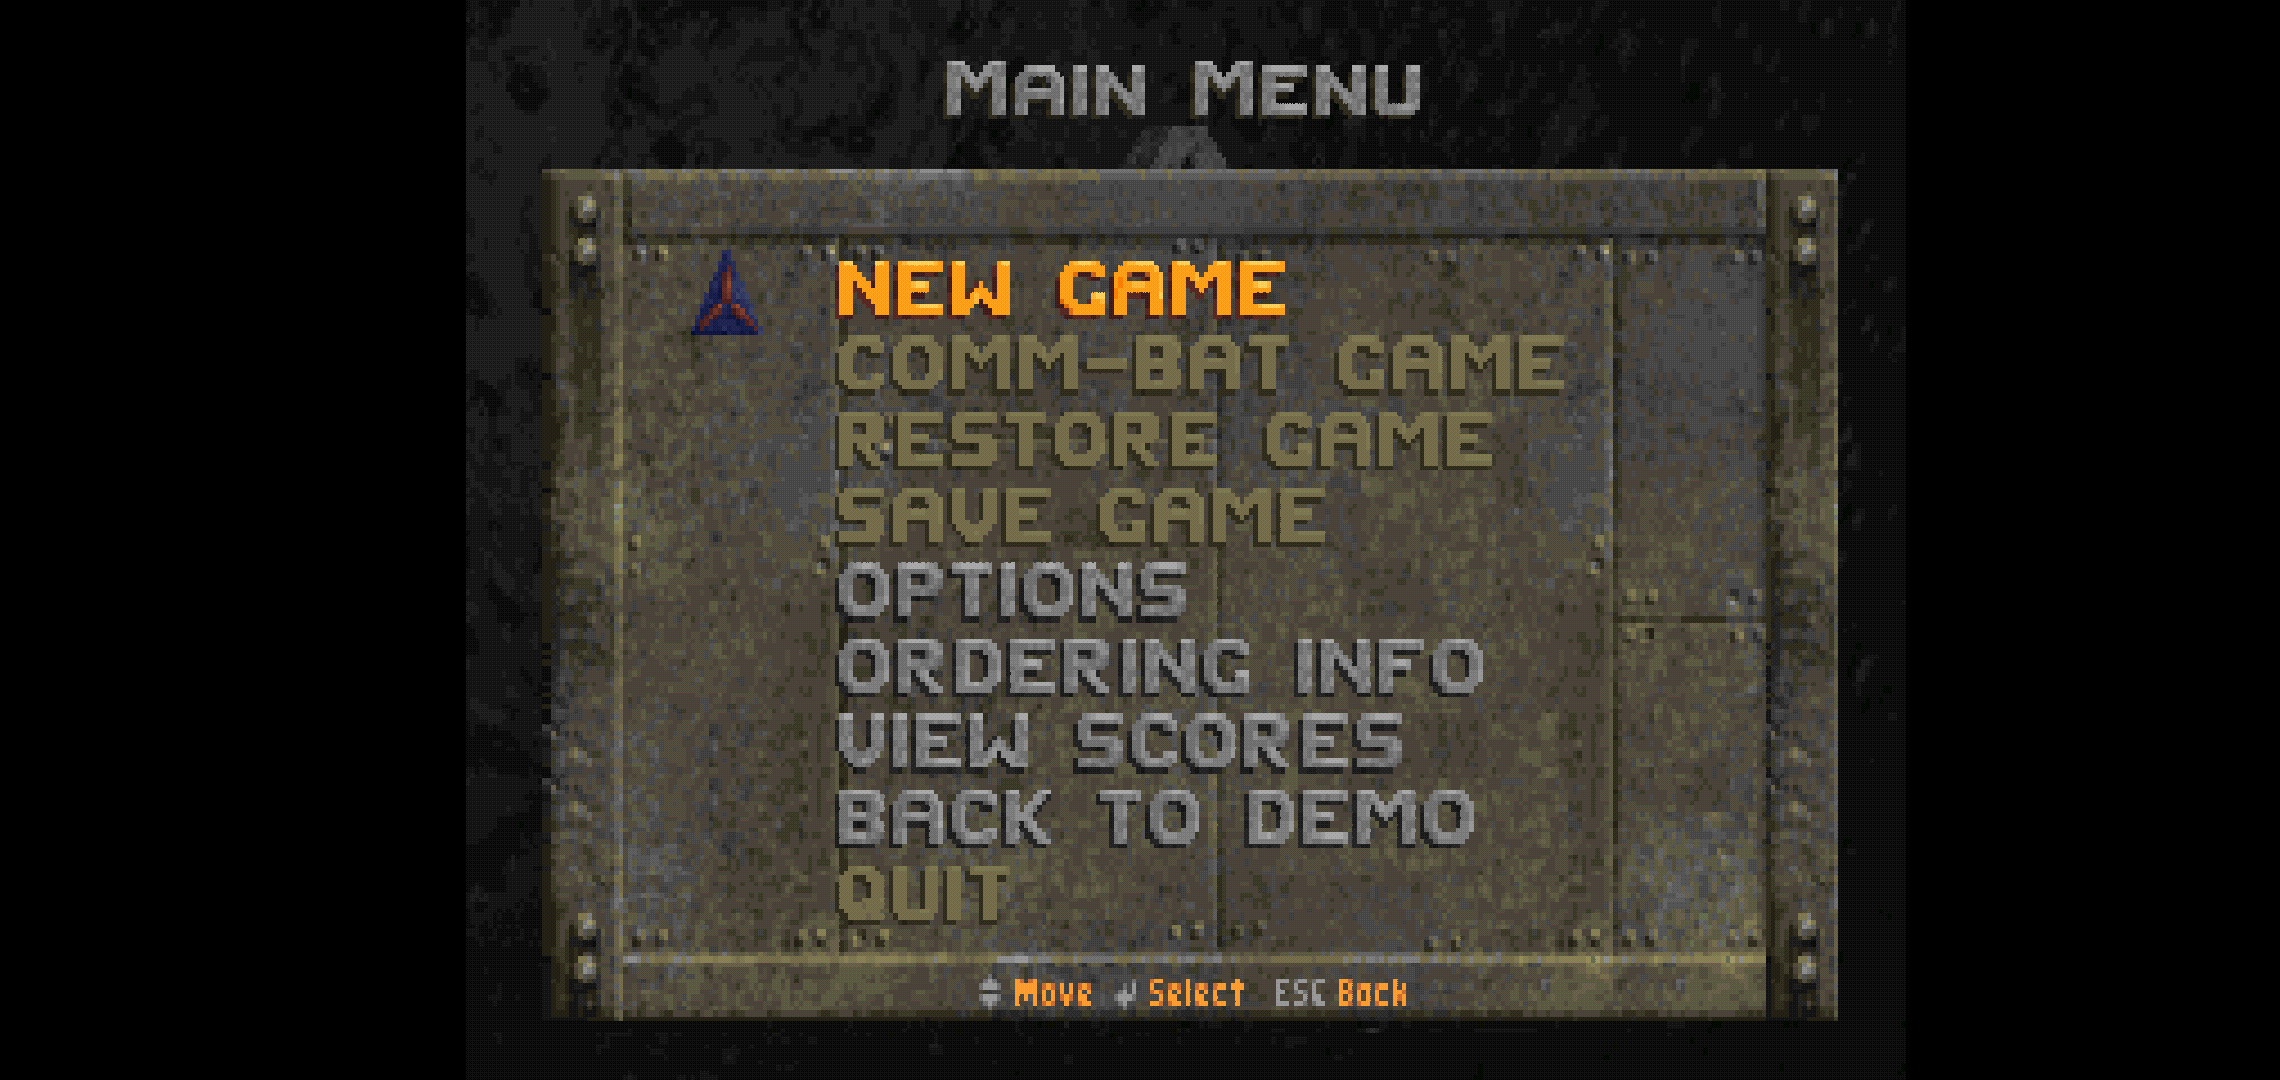 MAIN MENU
NEW GAME
COMM-BAT GAME
RESTORE GAME
SAVE GAME
OPTIONS
ORDERING INFO
VIEW SCORES
BACK TO DEMO
QUIT
Move Select ESC Back